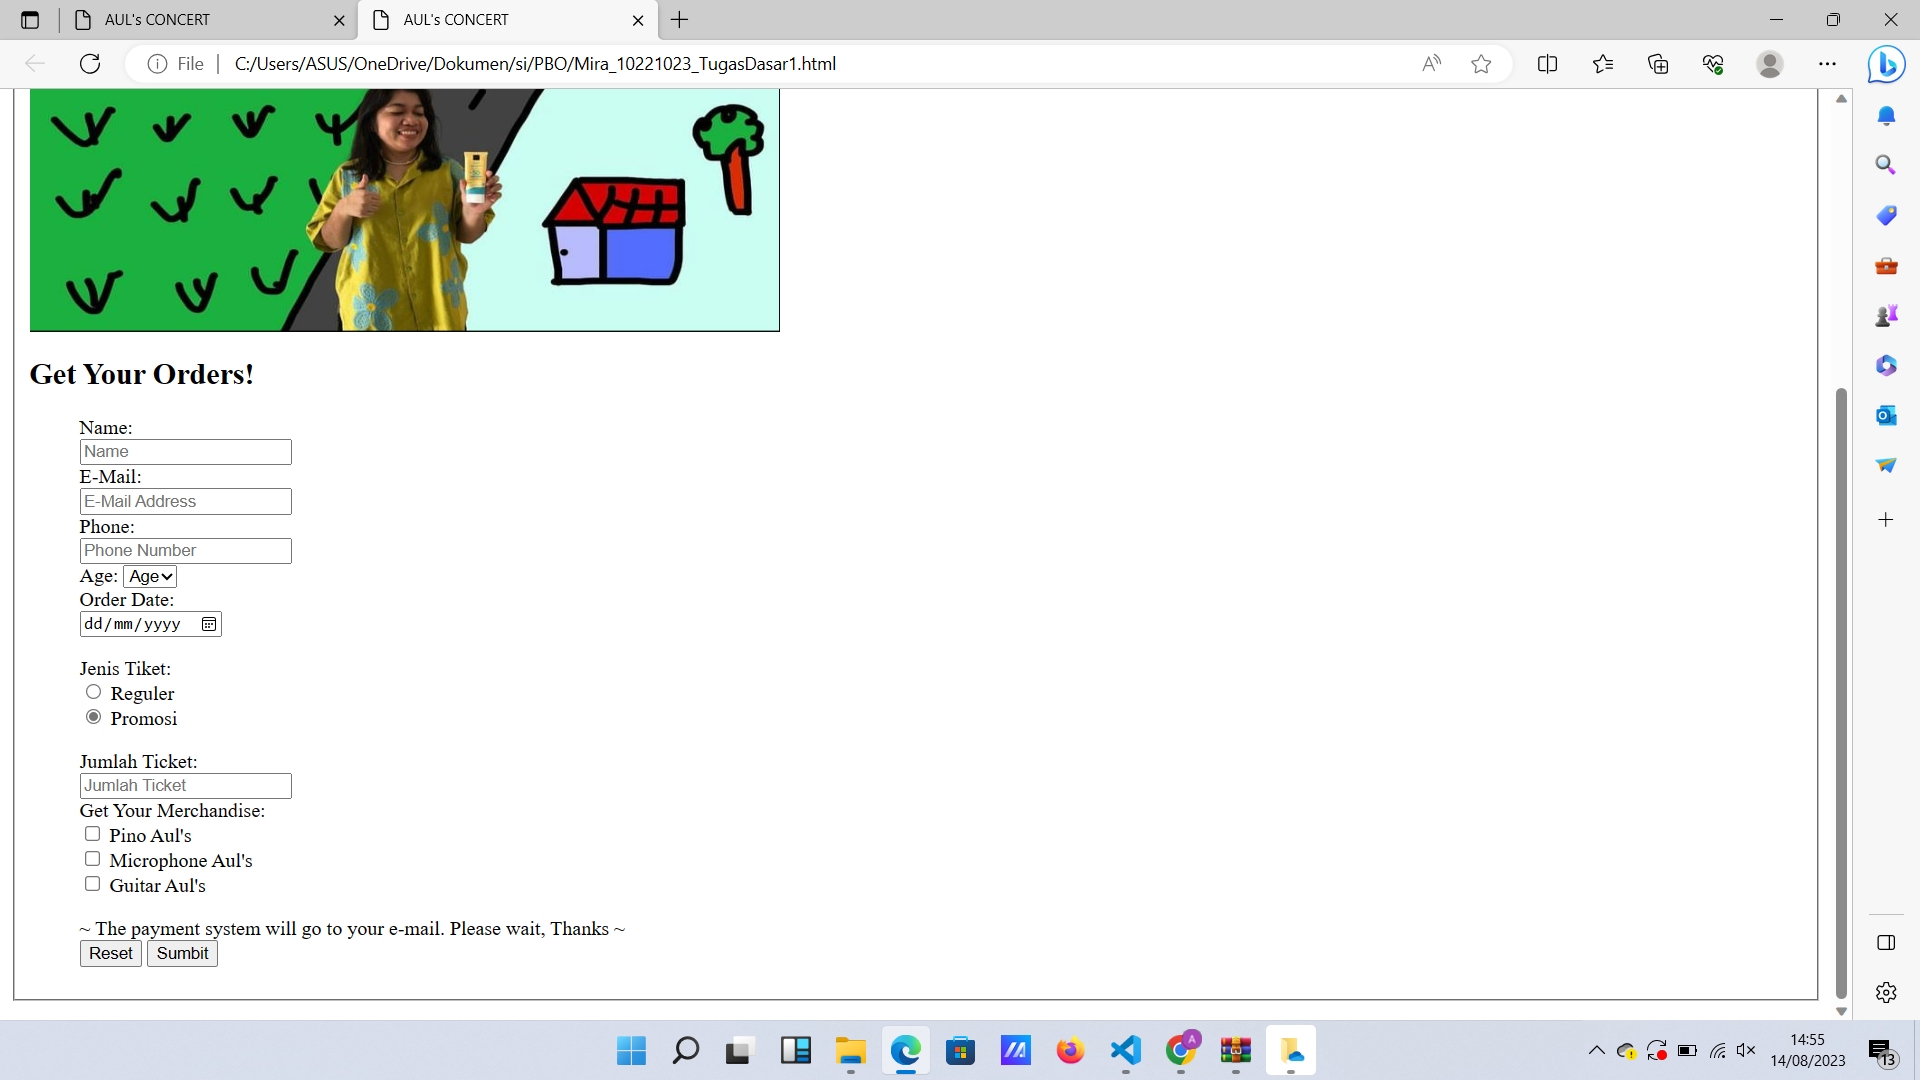 AUL's CONCERT
AUL's CONCERT
File
C:/Users/ASUS/OneDrive/Dokumen/si/PBO/Mira_10221023_TugasDasar1.html
Get Your Orders!
Name:
Name
E-Mail:
E-Mail Address
Phone:
Phone Number
Age: Age
Order Date:
dd/mm/yyyy
Jenis Tiket:
Reguler
Promosi
Jumlah Ticket:
Jumlah Ticket
Get Your Merchandise:
Pino Aul's
Microphone Aul's
Guitar Aul's
~ The payment system will go to your e-mail. Please wait, Thanks ~
Reset Sumbit
A
14:55
14/08/2023
13